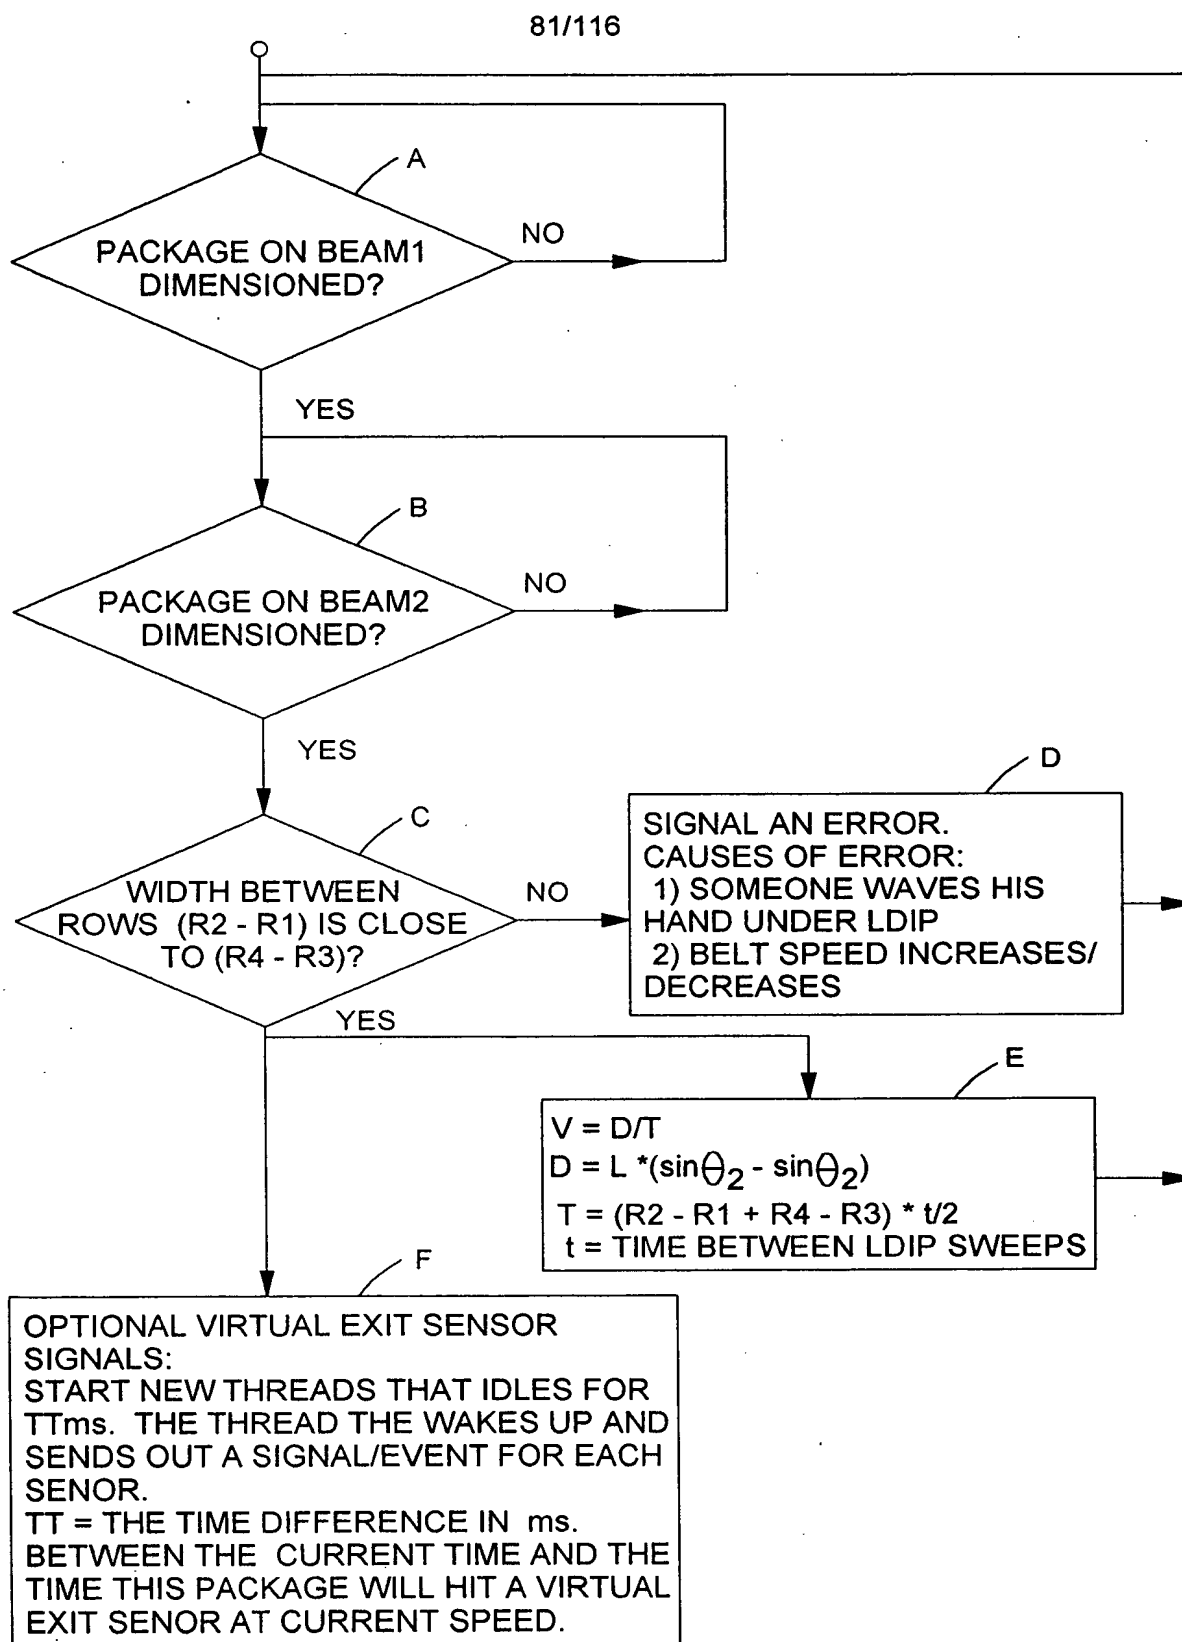 81/116
A
PACKAGE ON BEAM1
DIMENSIONED?
NO
YES
B
PACKAGE ON BEAM2
DIMENSIONED?
NO
YES
C
WIDTH BETWEEN
ROWS (R2 - R1) IS CLOSE
TO (R4 - R3)?
NO
YES
D
SIGNAL AN ERROR.
CAUSES OF ERROR:
1) SOMEONE WAVES HIS
HAND UNDER LDIP
2) BELT SPEED INCREASES/
DECREASES
E
V = D/T
D = L *(sinθ2 - sinθ2)
T = (R2 - R1 + R4 - R3) * t/2
t = TIME BETWEEN LDIP SWEEPS
F
OPTIONAL VIRTUAL EXIT SENSOR
SIGNALS:
START NEW THREADS THAT IDLES FOR
TTms. THE THREAD THE WAKES UP AND
SENDS OUT A SIGNAL/EVENT FOR EACH
SENOR.
TT = THE TIME DIFFERENCE IN ms.
BETWEEN THE CURRENT TIME AND THE
TIME THIS PACKAGE WILL HIT A VIRTUAL
EXIT SENOR AT CURRENT SPEED.